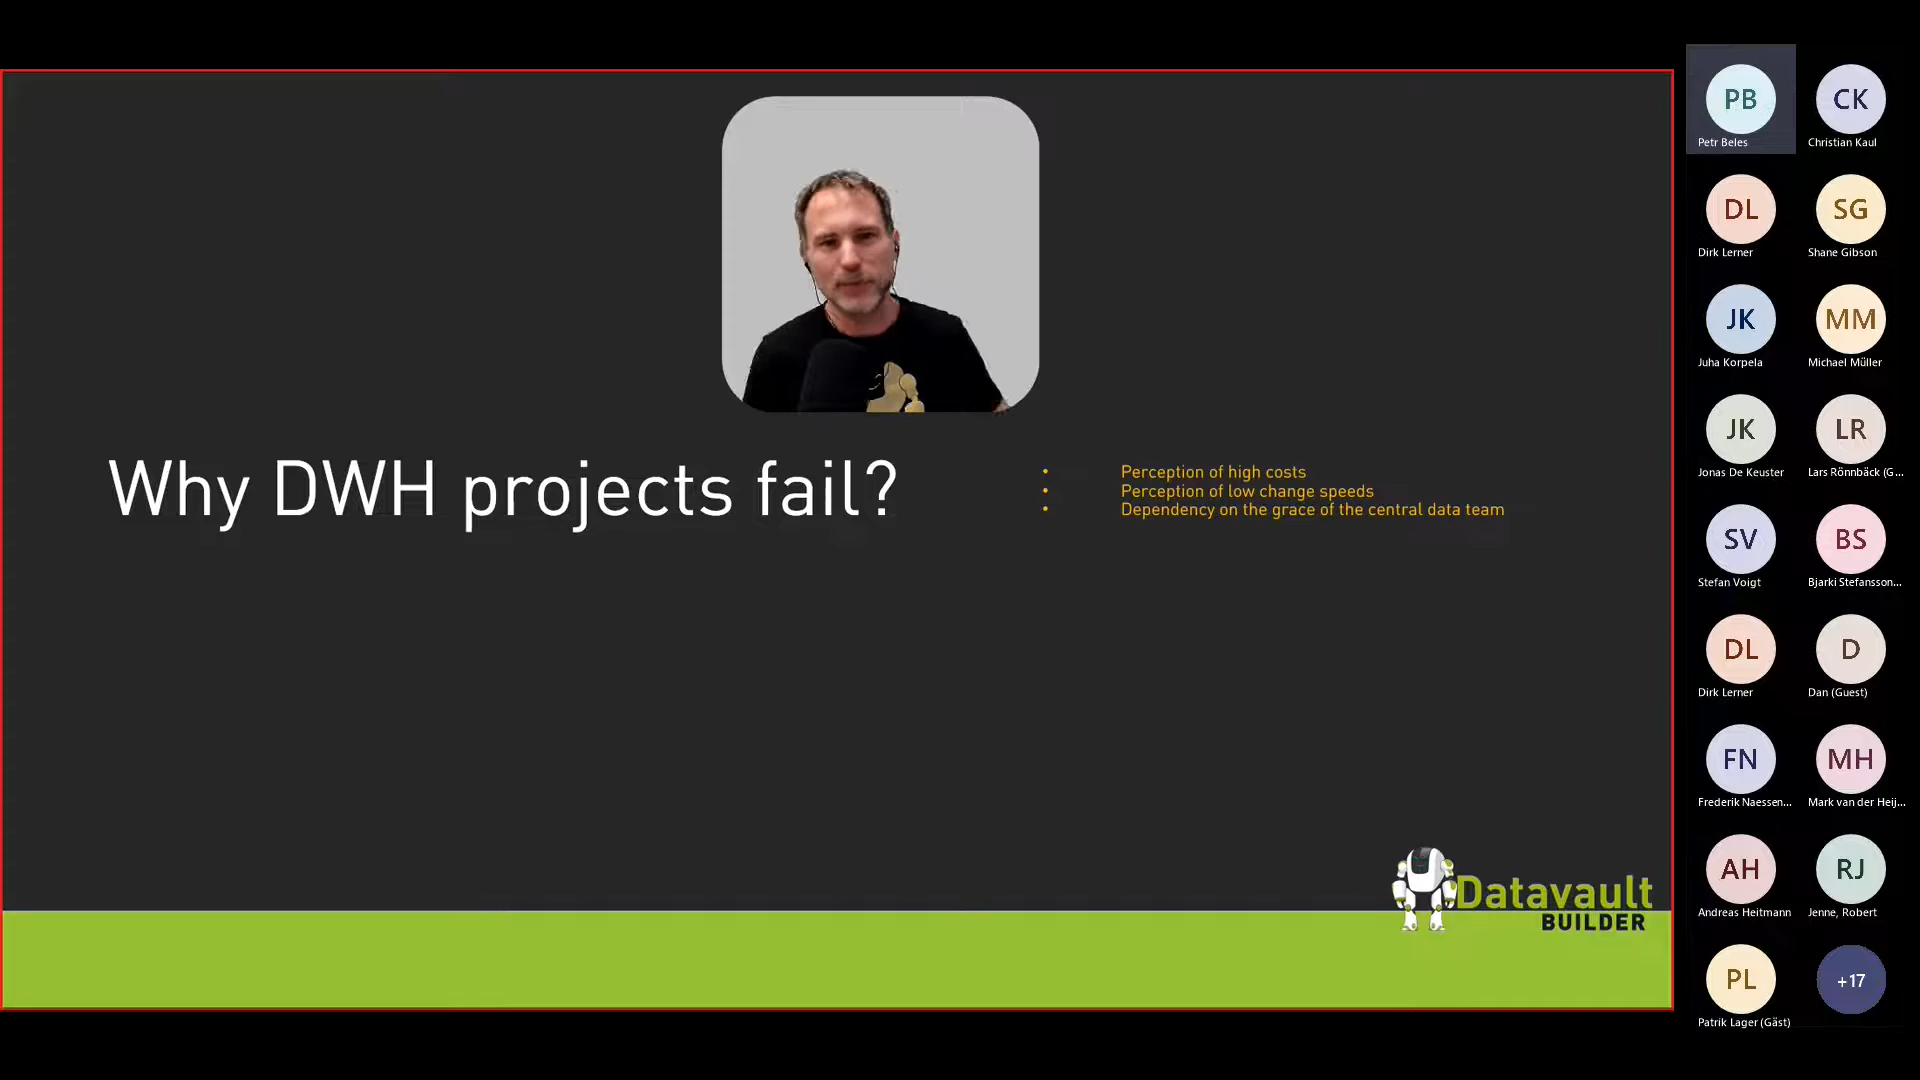 Why DWH projects fail?
• Perception of high costs
• Perception of low change speeds
• Dependency on the grace of the central data team
Datavault
BUILDER
PB
Petr Beles
CK
Christian Kaul
DL
Dirk Lerner
SG
Shane Gibson
JK
Juha Korpela
MM
Michael Müller
JK
Jonas De Keuster
LR
Lars Rönnbäck (G...
SV
Stefan Voigt
BS
Bjarki Stefansson...
DL
Dirk Lerner
D
Dan (Guest)
FN
Frederik Naessen...
MH
Mark van der Heij...
AH
Andreas Heitmann
RJ
Jenne, Robert
PL
Patrik Lager (Gäst)
+17